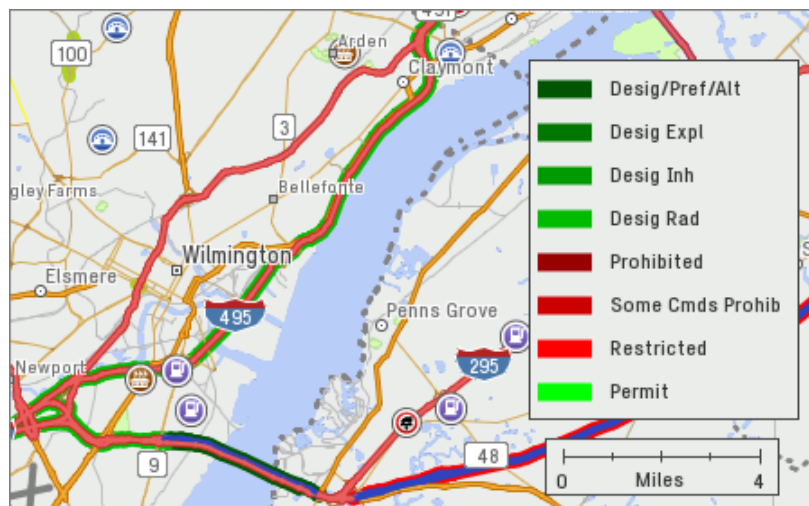 Arden
100
Claymont
141
3
gley Farms
Bellefonte
Wilmington
Elsmere
495
Penns Grove
Newport
295
9
48
Desig/Pref/Alt
Desig Expl
Desig Inh
Desig Rad
Prohibited
Some Cmds Prohib
Restricted
Permit
0 4
Miles